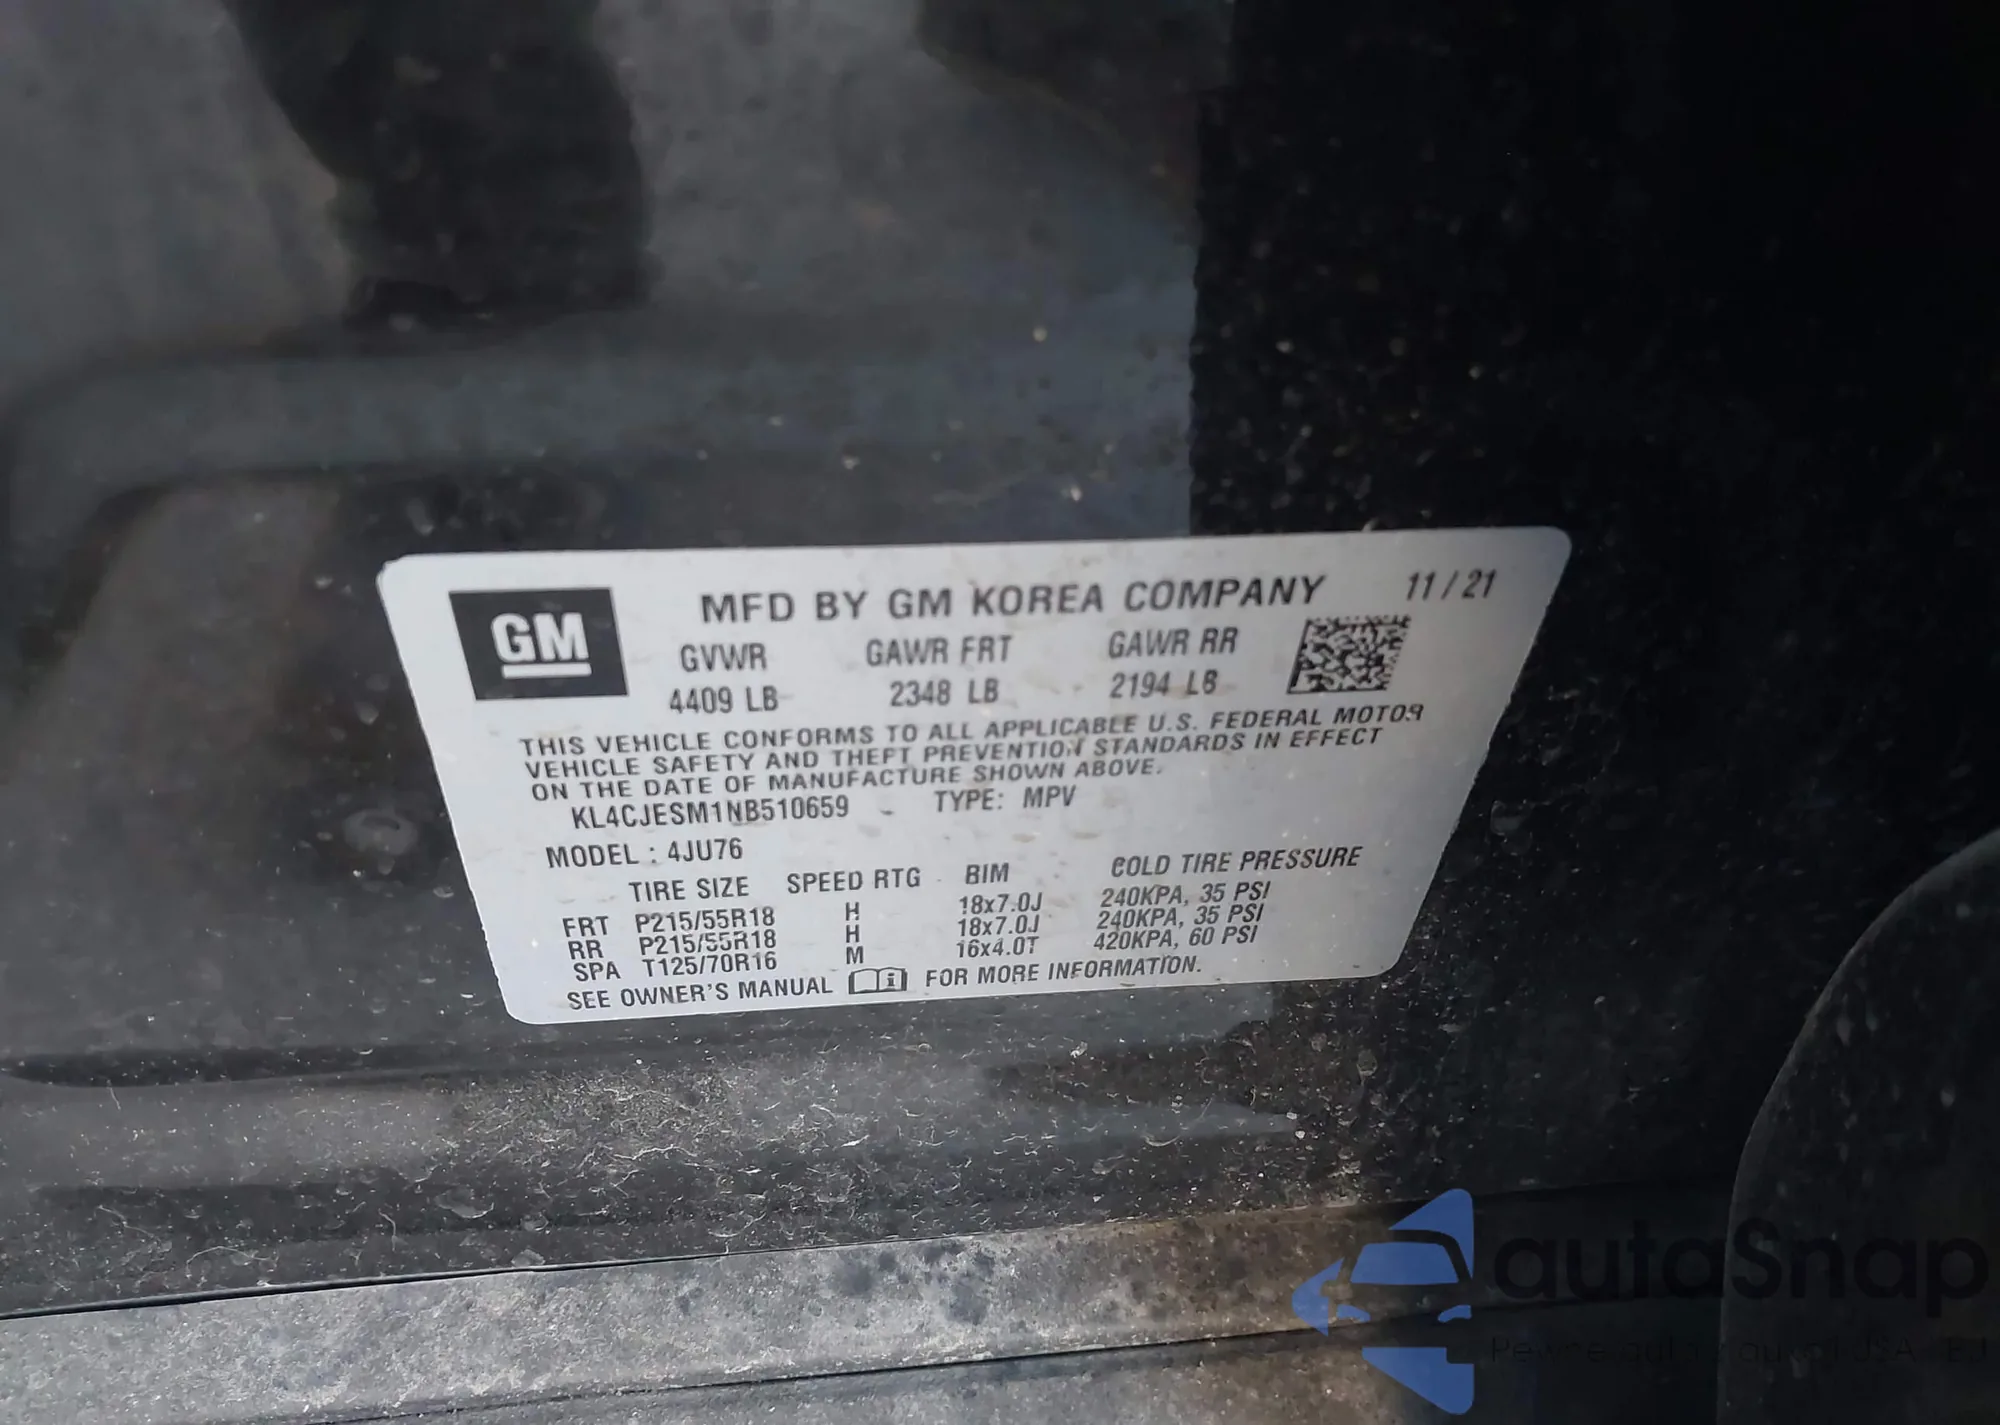 GM
MFD BY GM KOREA COMPANY 11/21
GVWR GAWR FRT GAWR RR
4409 LB 2348 LB 2194 LB
THIS VEHICLE CONFORMS TO ALL APPLICABLE U.S. FEDERAL MOTOR
VEHICLE SAFETY AND THEFT PREVENTION STANDARDS IN EFFECT
ON THE DATE OF MANUFACTURE SHOWN ABOVE.
KL4CJESM1NB510659 TYPE: MPV
MODEL : 4JU76
TIRE SIZE SPEED RTG RIM COLD TIRE PRESSURE
FRT P215/55R18 H 18x7.0J 240KPA, 35 PSI
RR P215/55R18 H 18x7.0J 240KPA, 35 PSI
SPA T125/70R16 M 16x4.0T 420KPA, 60 PSI
SEE OWNER'S MANUAL i FOR MORE INFORMATION.
autaSnap
USA